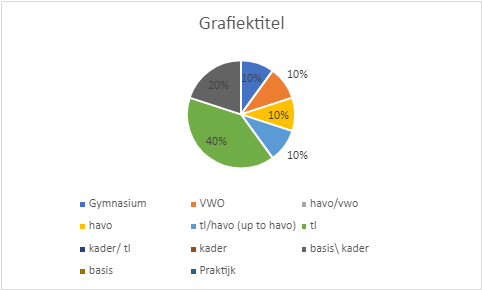 Grafiektitel
10%
10%
20%
10%
40%
10%
Gymnasium VWO havo/vwo
havo tl/havo (up to havo) tl
kader/ tl kader basis\ kader
basis Praktijk